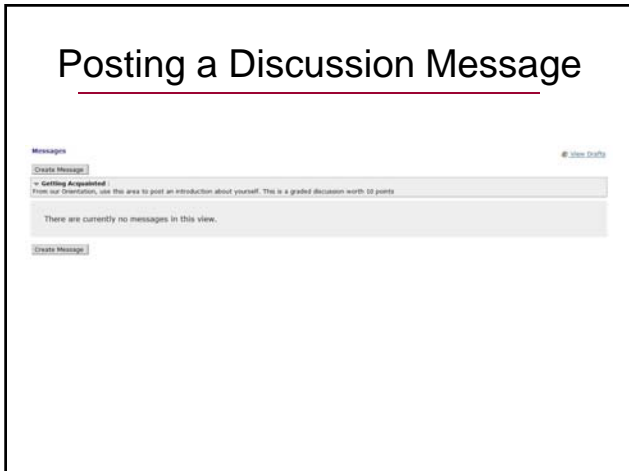 Posting a Discussion Message
Messages
View Drafts
Create Message
Getting Acquainted :
From our Orientation, use this area to post an introduction about yourself. This is a graded discussion worth 10 points
There are currently no messages in this view.
Create Message